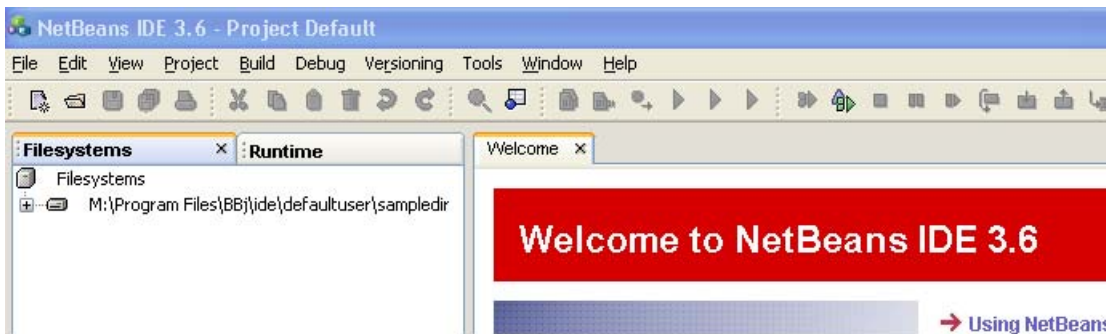 NetBeans IDE 3.6 - Project Default
File Edit View Project Build Debug Versioning Tools Window Help
Filesystems Runtime Welcome
Filesystems
M:\Program Files\BBj\ide\defaultuser\sampledir
Welcome to NetBeans IDE 3.6
Using NetBeans